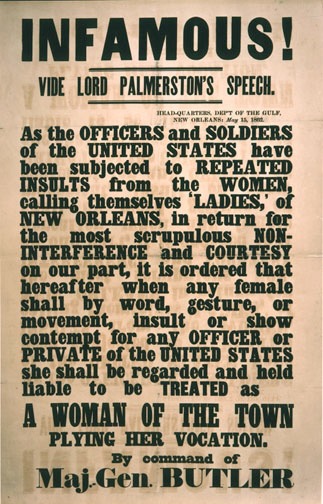 INFAMOUS!
VIDE LORD PALMERSTON'S SPEECH.
HEAD-QUARTERS, DEP'T OF THE GULF,
NEW ORLEANS: May 15, 1862.
As the OFFICERS and SOLDIERS
of the UNITED STATES have
been subjected to REPEATED
INSULTS from the WOMEN,
calling themselves 'LADIES,' of
NEW ORLEANS, in return for
the most scrupulous NON-
INTERFERENCE and COURTESY
on our part, it is ordered that
hereafter when any female
shall by word, gesture, or
movement, insult or show
contempt for any OFFICER or
PRIVATE of the UNITED STATES
she shall be regarded and held
liable to be TREATED as
A WOMAN OF THE TOWN
PLYING HER VOCATION.
By command of
Maj.-Gen. BUTLER